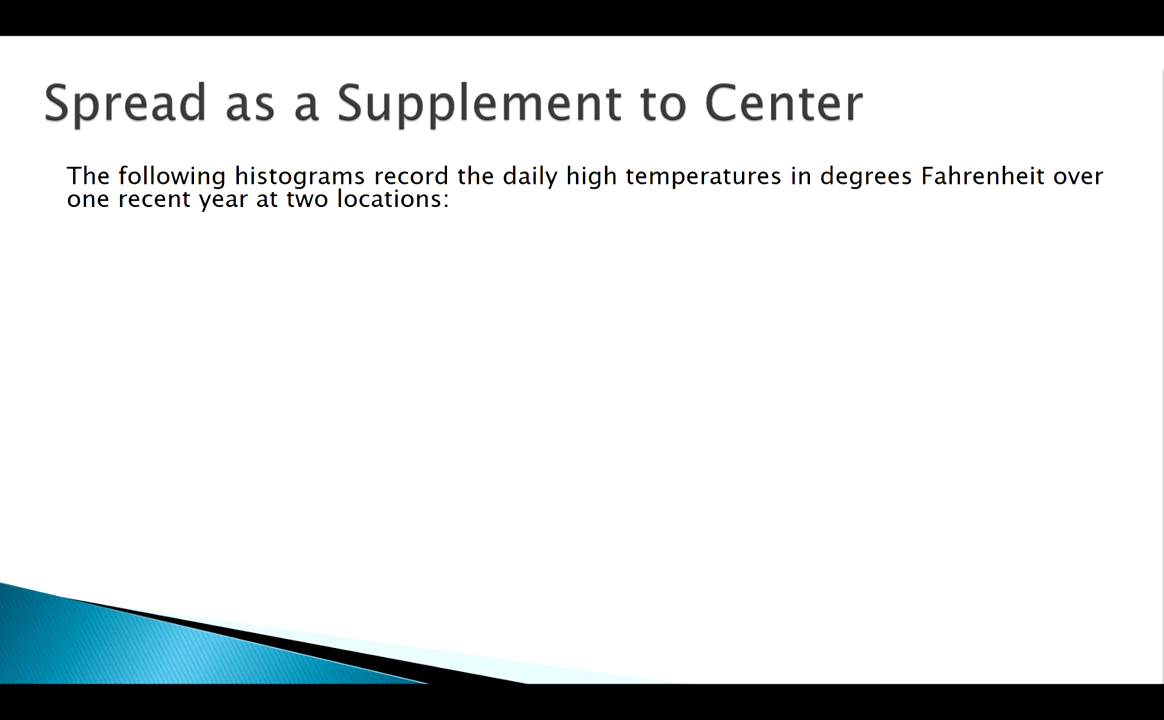 Spread as a Supplement to Center
The following histograms record the daily high temperatures in degrees Fahrenheit over
one recent year at two locations: